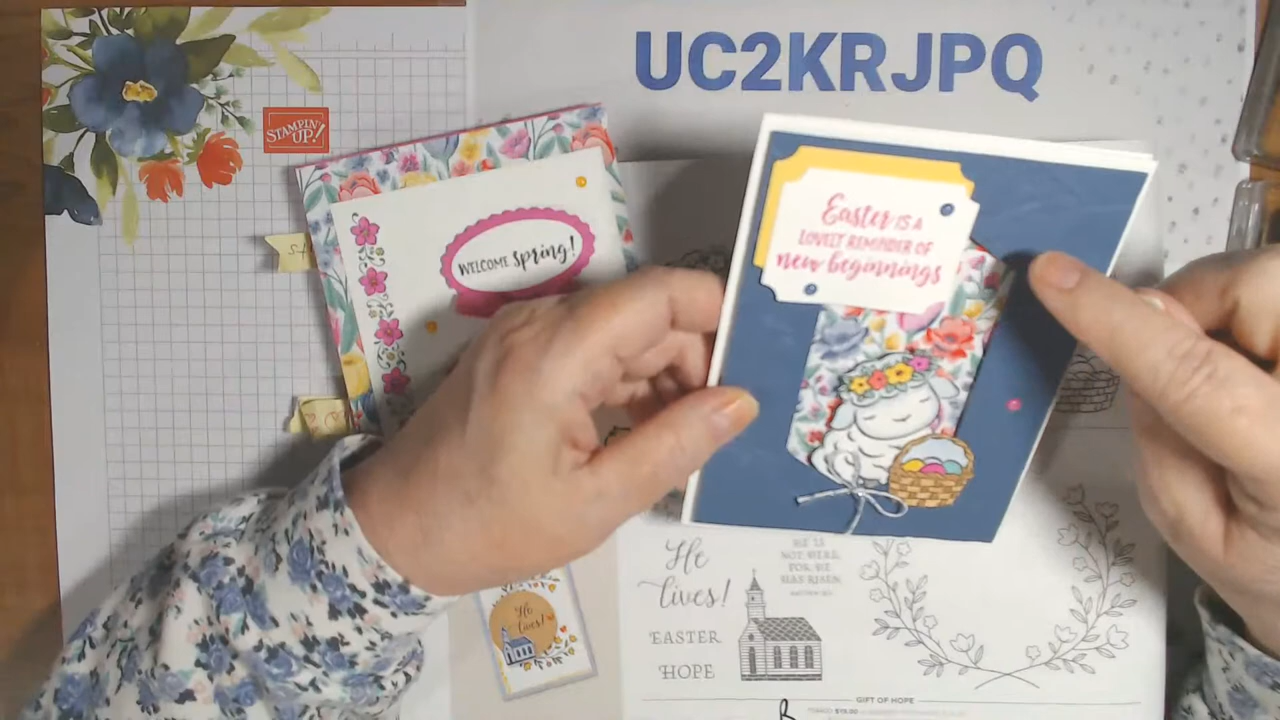 UC2KRJPQ
STAMPIN' UP!
WELCOME spring!
Easter IS A
LOVELY REMINDER OF
new beginnings
He
lives!
HE IS
NOT HERE,
FOR HE
HAS RISEN
EASTER
HOPE
He
lives!
GIFT OF HOPE